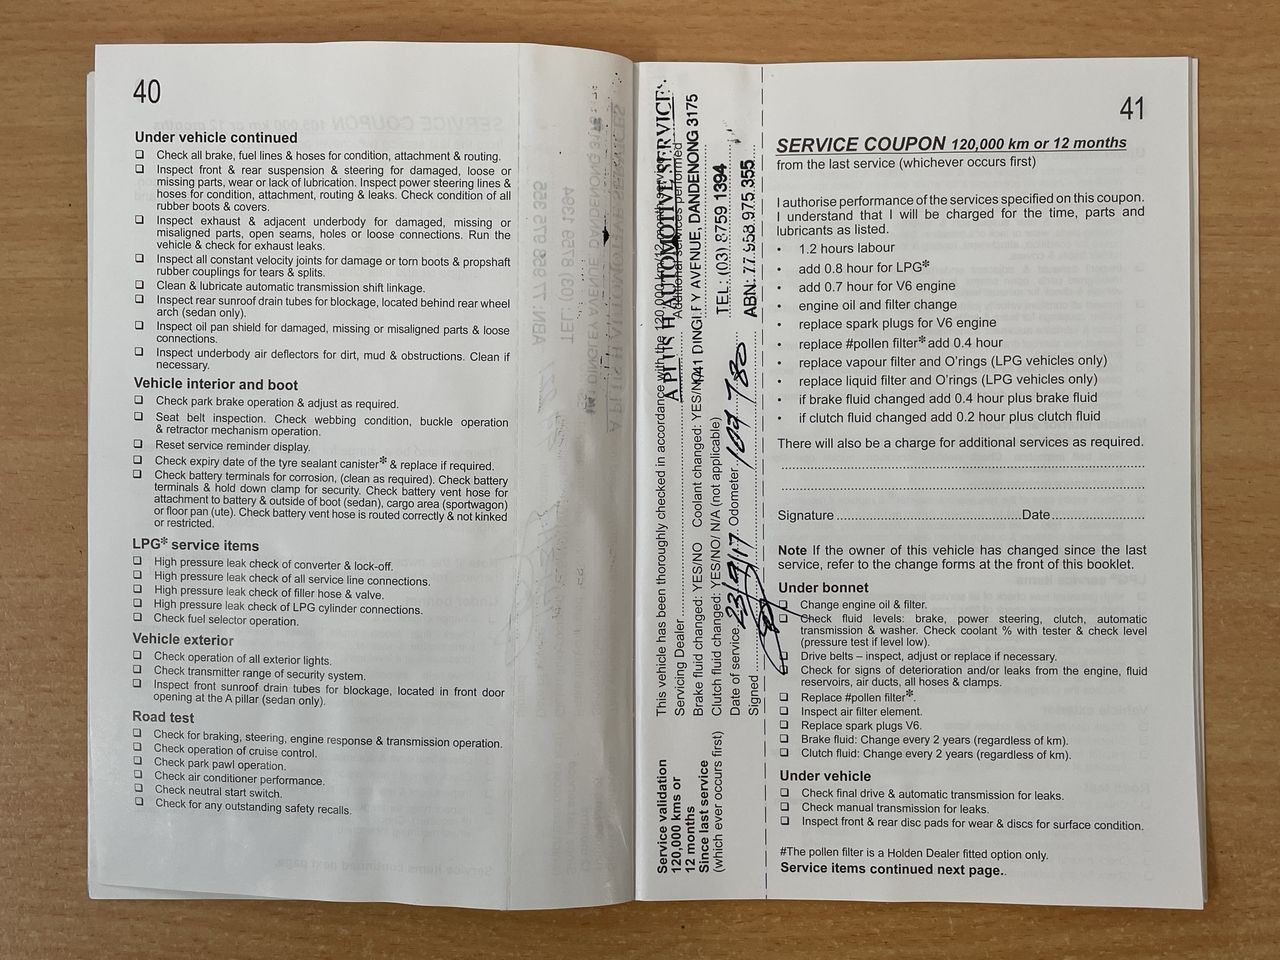 40
Under vehicle continued
❑ Check all brake, fuel lines & hoses for condition, attachment & routing.
❑ Inspect front & rear suspension & steering for damaged, loose or
missing parts, wear or lack of lubrication. Inspect power steering lines &
hoses for condition, attachment, routing & leaks. Check condition of all
rubber boots & covers.
❑ Inspect exhaust & adjacent underbody for damaged, missing or
misaligned parts, open seams, holes or loose connections. Run the
vehicle & check for exhaust leaks.
❑ Inspect all constant velocity joints for damage or torn boots & propshaft
rubber couplings for tears & splits.
❑ Clean & lubricate automatic transmission shift linkage.
❑ Inspect rear sunroof drain tubes for blockage, located behind rear wheel
arch (sedan only).
❑ Inspect oil pan shield for damaged, missing or misaligned parts & loose
connections.
❑ Inspect underbody air deflectors for dirt, mud & obstructions. Clean if
necessary.
Vehicle interior and boot
❑ Check park brake operation & adjust as required.
❑ Seat belt inspection. Check webbing condition, buckle operation
& retractor mechanism operation.
❑ Reset service reminder display.
❑ Check expiry date of the tyre sealant canister* & replace if required.
❑ Check battery terminals for corrosion, (clean as required). Check battery
terminals & hold down clamp for security. Check battery vent hose for
attachment to battery & outside of boot (sedan), cargo area (sportwagon)
or floor pan (ute). Check battery vent hose is routed correctly & not kinked
or restricted.
LPG* service items
❑ High pressure leak check of converter & lock-off.
❑ High pressure leak check of all service line connections.
❑ High pressure leak check of filler hose & valve.
❑ High pressure leak check of LPG cylinder connections.
❑ Check fuel selector operation.
Vehicle exterior
❑ Check operation of all exterior lights.
❑ Check transmitter range of security system.
❑ Inspect front sunroof drain tubes for blockage, located in front door
opening at the A pillar (sedan only).
Road test
❑ Check for braking, steering, engine response & transmission operation.
❑ Check operation of cruise control.
❑ Check park pawl operation.
❑ Check air conditioner performance.
❑ Check neutral start switch.
❑ Check for any outstanding safety recalls.
Service validation
120,000 kms or
12 months
Since last service
(which ever occurs first)
This vehicle has been thoroughly checked in accordance with the 120,000 km/12 month service.
Additional services performed
Servicing Dealer
Brake fluid changed: YES/NO Coolant changed: YES/NO
Clutch fluid changed: YES/NO/ N/A (not applicable)
Date of service 23/9/17 Odometer 109 780
Signed
A PLUS H AUTOMOTIVE SERVICES
1/41 DINGLEY AVENUE, DANDENONG 3175
TEL: (03) 8759 1394
ABN: 77 958 975 355
41
SERVICE COUPON 120,000 km or 12 months
from the last service (whichever occurs first)
I authorise performance of the services specified on this coupon.
I understand that I will be charged for the time, parts and
lubricants as listed.
• 1.2 hours labour
• add 0.8 hour for LPG*
• add 0.7 hour for V6 engine
• engine oil and filter change
• replace spark plugs for V6 engine
• replace #pollen filter* add 0.4 hour
• replace vapour filter and O'rings (LPG vehicles only)
• replace liquid filter and O'rings (LPG vehicles only)
• if brake fluid changed add 0.4 hour plus brake fluid
• if clutch fluid changed add 0.2 hour plus clutch fluid
There will also be a charge for additional services as required.
Signature Date
Note If the owner of this vehicle has changed since the last
service, refer to the change forms at the front of this booklet.
Under bonnet
❑ Change engine oil & filter.
❑ Check fluid levels: brake, power steering, clutch, automatic
transmission & washer. Check coolant % with tester & check level
(pressure test if level low).
❑ Drive belts – inspect, adjust or replace if necessary.
❑ Check for signs of deterioration and/or leaks from the engine, fluid
reservoirs, air ducts, all hoses & clamps.
❑ Replace #pollen filter*.
❑ Inspect air filter element.
❑ Replace spark plugs V6.
❑ Brake fluid: Change every 2 years (regardless of km).
❑ Clutch fluid: Change every 2 years (regardless of km).
Under vehicle
❑ Check final drive & automatic transmission for leaks.
❑ Check manual transmission for leaks.
❑ Inspect front & rear disc pads for wear & discs for surface condition.
#The pollen filter is a Holden Dealer fitted option only.
Service items continued next page.